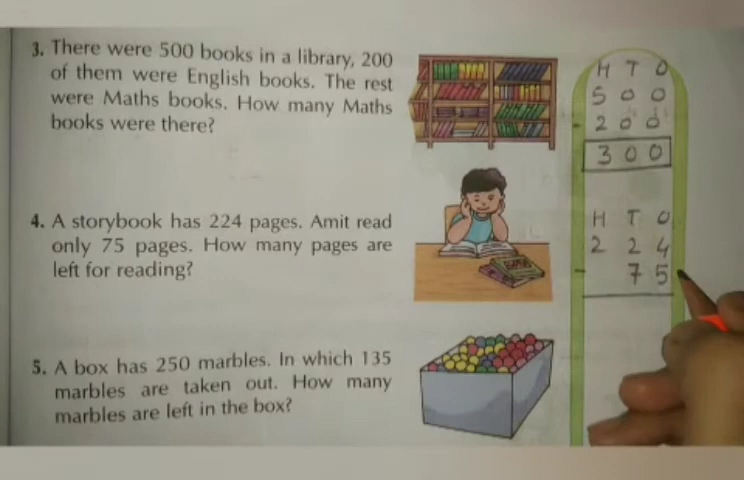 3. There were 500 books in a library, 200
of them were English books. The rest
were Maths books. How many Maths
books were there?
H T O
5 0 0
- 2 0 0
3 0 0
4. A storybook has 224 pages. Amit read
only 75 pages. How many pages are
left for reading?
H T O
2 2 4
- 7 5
5. A box has 250 marbles. In which 135
marbles are taken out. How many
marbles are left in the box?